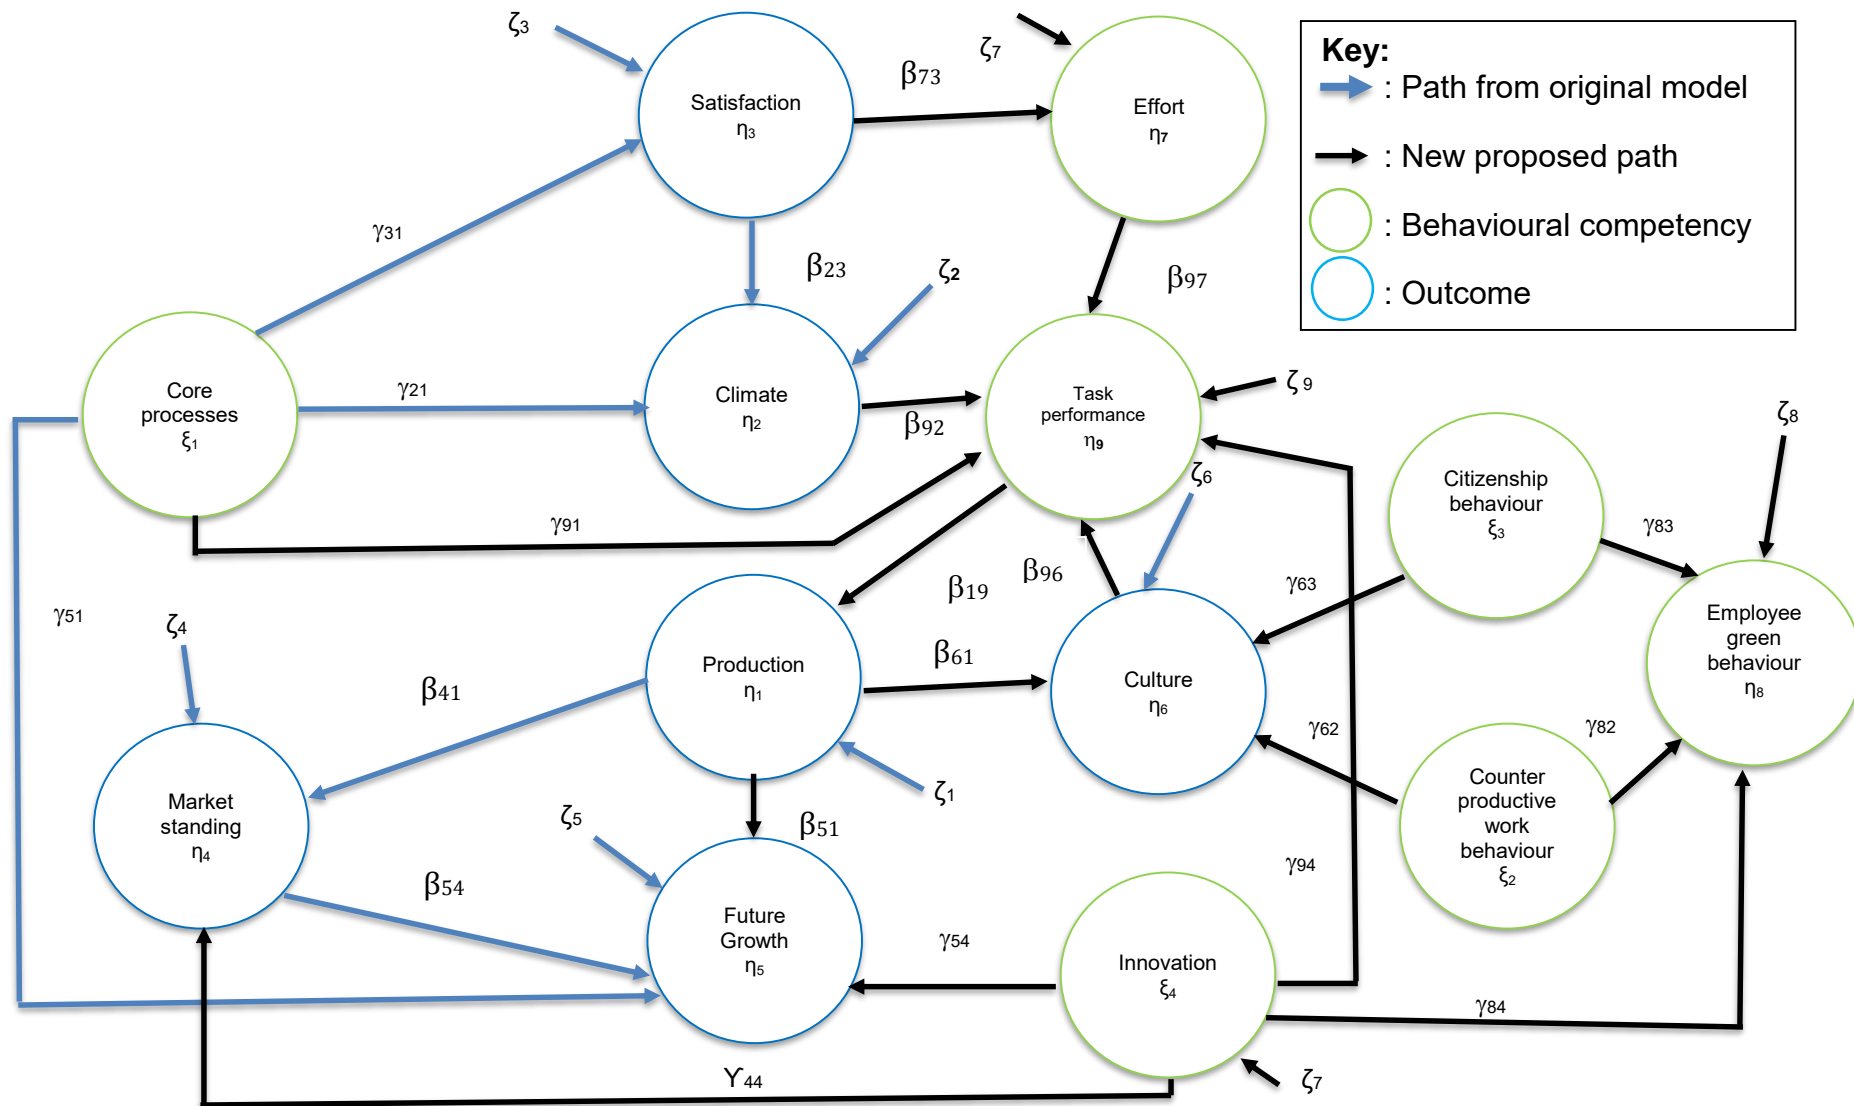 ζ3
Satisfaction
η3
β73
ζ7
Effort
η7
Key:
: Path from original model
: New proposed path
: Behavioural competency
: Outcome
γ31
β23
ζ2
β97
Core
processes
ξ1
γ21
Climate
η2
β92
Task
performance
η9
ζ 9
ζ8
Citizenship
behaviour
ξ3
γ83
γ91
ζ6
γ51
ζ4
β41
Production
η1
β19
β96
β61
γ63
Culture
η6
γ62
Employee
green
behaviour
η8
γ82
Market
standing
η4
ζ5
β51
ζ1
Counter
productive
work
behaviour
ξ2
β54
Future
Growth
η5
γ54
γ94
Innovation
ξ4
γ84
ϒ44
ζ7